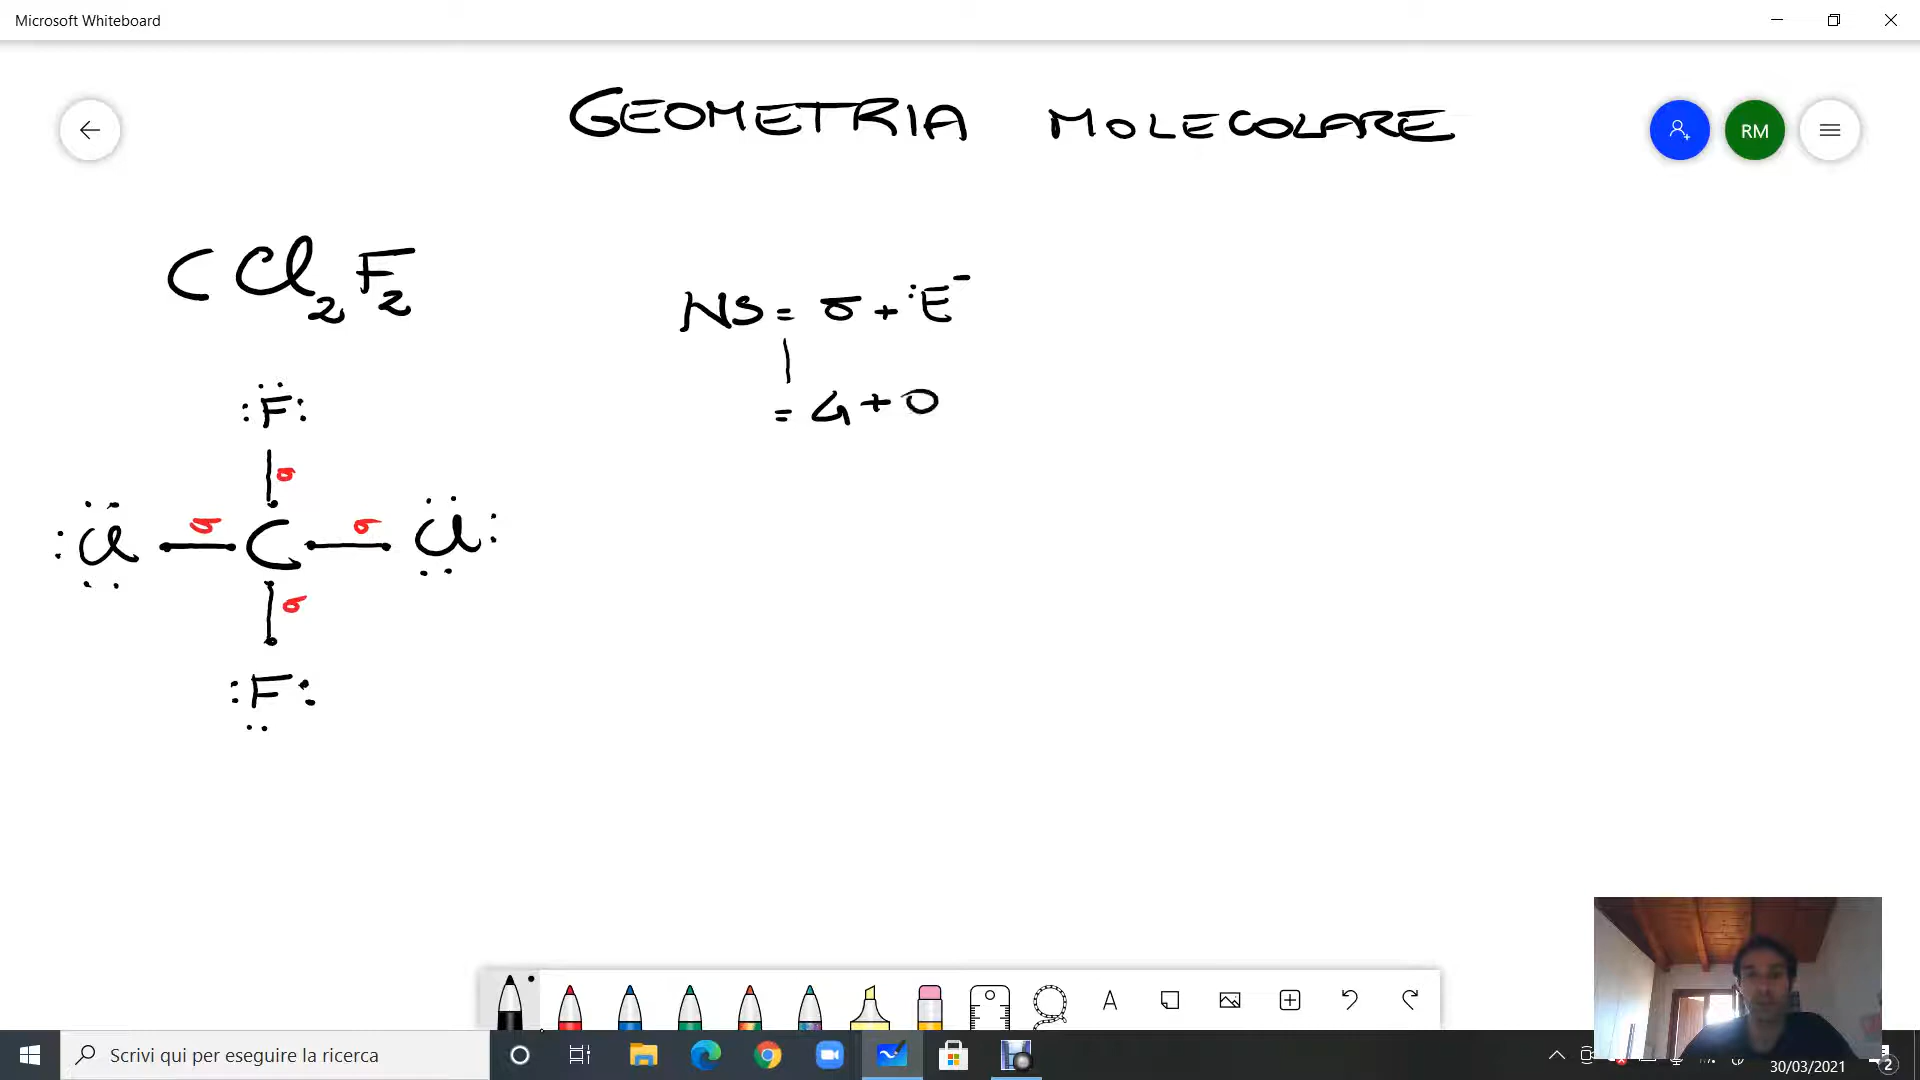 Microsoft Whiteboard
GEOMETRIA MOLECOLARE
RM
CCl₂F₂
NS = σ + :E⁻
= 4 + 0
:F:
σ
:Cl σ C σ Cl:
σ
:F:
A
Scrivi qui per eseguire la ricerca
30/03/2021
2